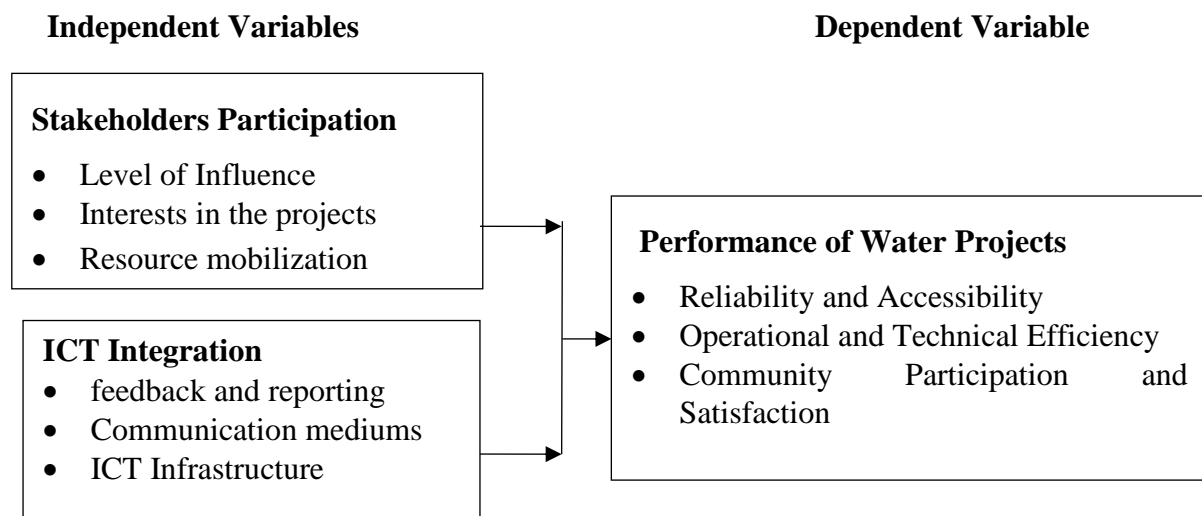 Independent Variables
Dependent Variable
Stakeholders Participation
• Level of Influence
• Interests in the projects
• Resource mobilization
ICT Integration
• feedback and reporting
• Communication mediums
• ICT Infrastructure
Performance of Water Projects
• Reliability and Accessibility
• Operational and Technical Efficiency
• Community Participation and
Satisfaction